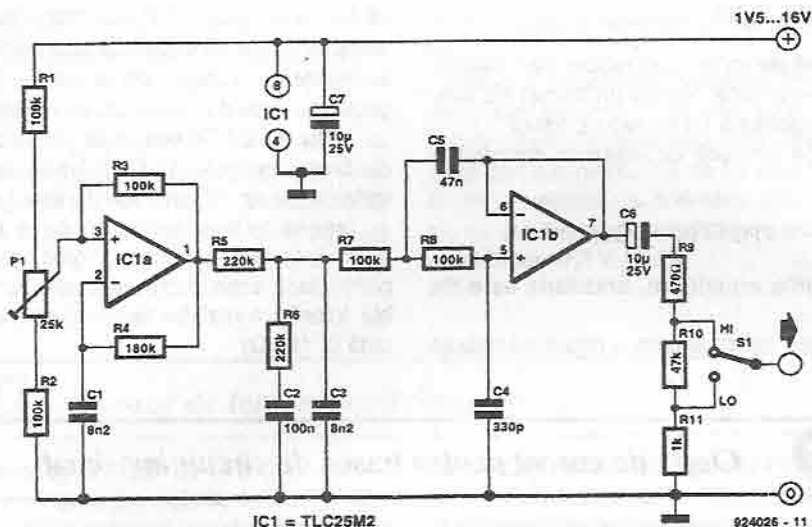 1V5...16V
R1
100k
8
IC1
4
C7
10µ
25V
R3
100k
C5
47n
P1
25k
3
2
IC1a
1
R5
220k
R7
100k
R8
100k
6
5
IC1b
7
C6
10µ
25V
R9
470Ω
R4
180k
R6
220k
R10
47k
HI
S1
LO
R2
100k
C1
8n2
C2
100n
C3
8n2
C4
330p
R11
1k
IC1 = TLC25M2
924026 - 11